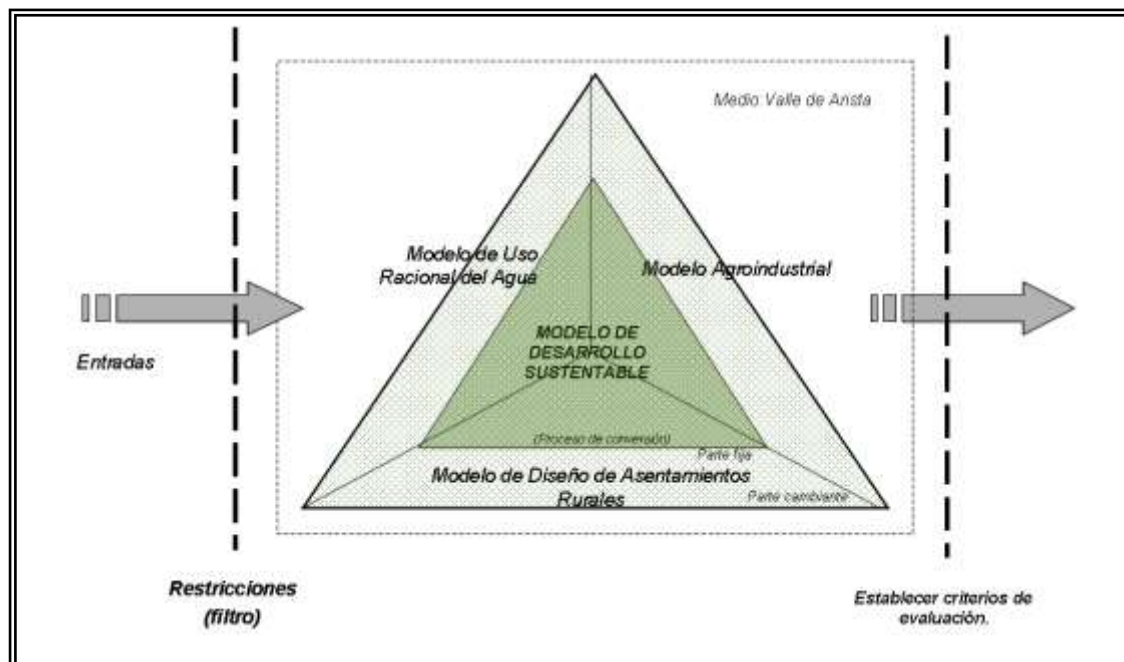 Medio Valle de Arista
Modelo de Uso
Racional del Agua
Modelo Agroindustrial
MODELO DE
DESARROLLO
SUSTENTABLE
Entradas
(Proceso de conversión)
Parte fija
Modelo de Diseño de Asentamientos
Rurales
Parte cambiante
Restricciones
(filtro)
Establecer criterios de
evaluación.